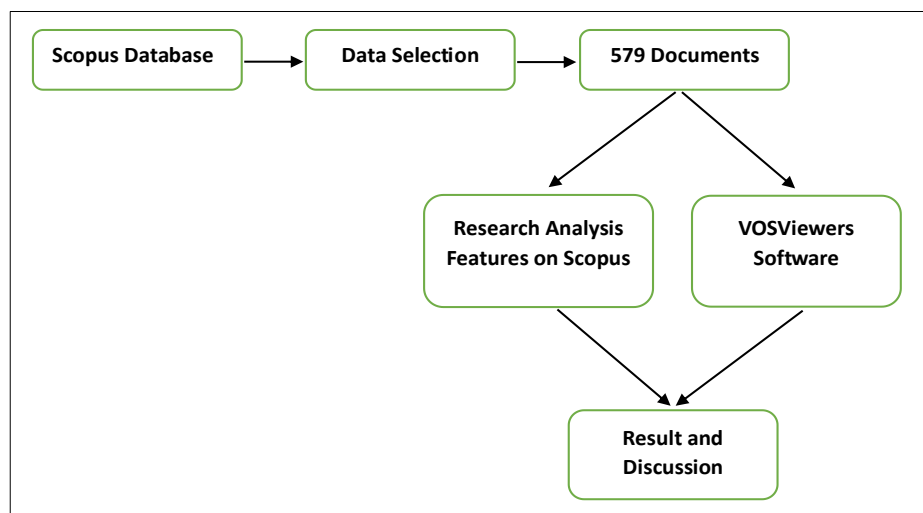 Scopus Database
Data Selection
579 Documents
Research Analysis
Features on Scopus
VOSViewers
Software
Result and
Discussion